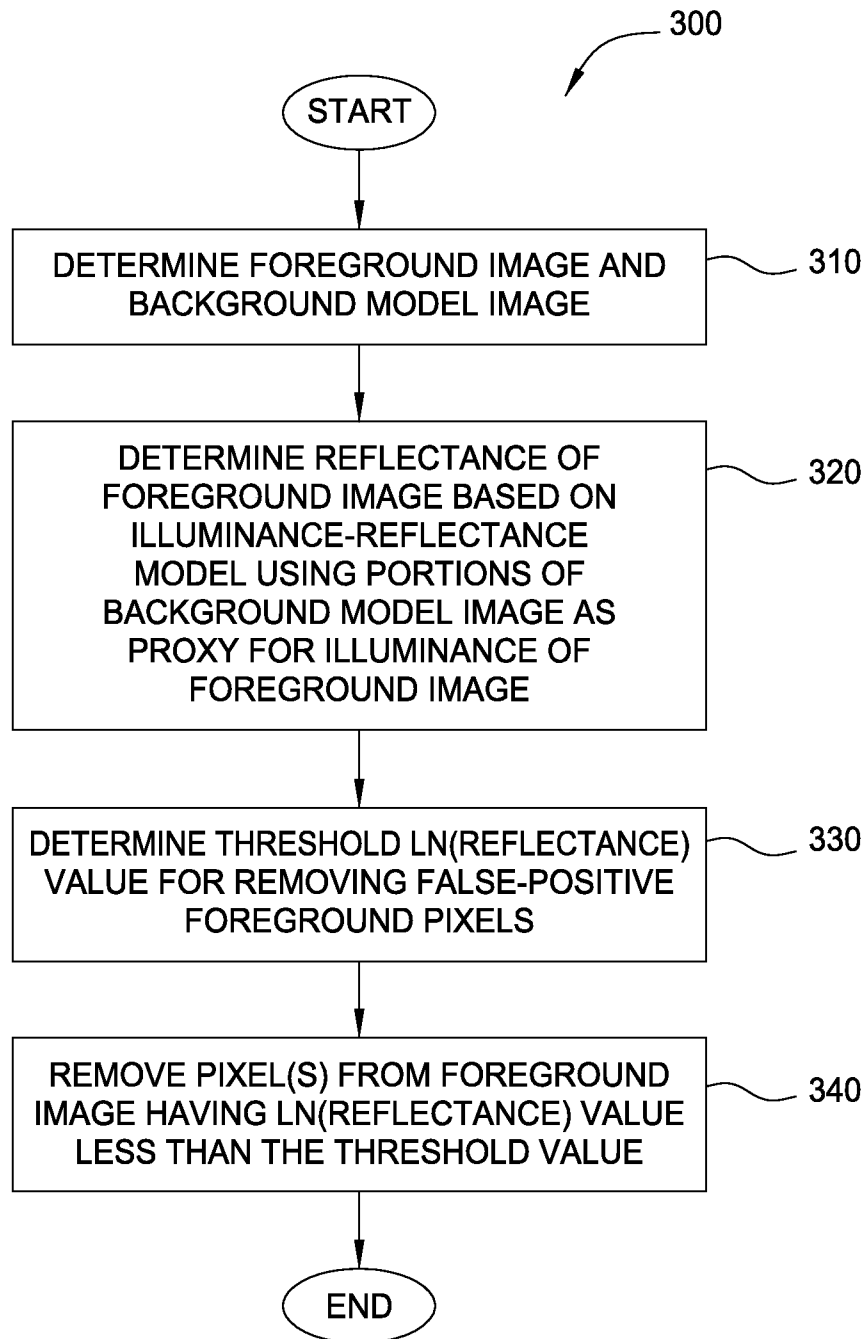 300
START
DETERMINE FOREGROUND IMAGE AND
BACKGROUND MODEL IMAGE
310
DETERMINE REFLECTANCE OF
FOREGROUND IMAGE BASED ON
ILLUMINANCE-REFLECTANCE
MODEL USING PORTIONS OF
BACKGROUND MODEL IMAGE AS
PROXY FOR ILLUMINANCE OF
FOREGROUND IMAGE
320
DETERMINE THRESHOLD LN(REFLECTANCE)
VALUE FOR REMOVING FALSE-POSITIVE
FOREGROUND PIXELS
330
REMOVE PIXEL(S) FROM FOREGROUND
IMAGE HAVING LN(REFLECTANCE) VALUE
LESS THAN THE THRESHOLD VALUE
340
END